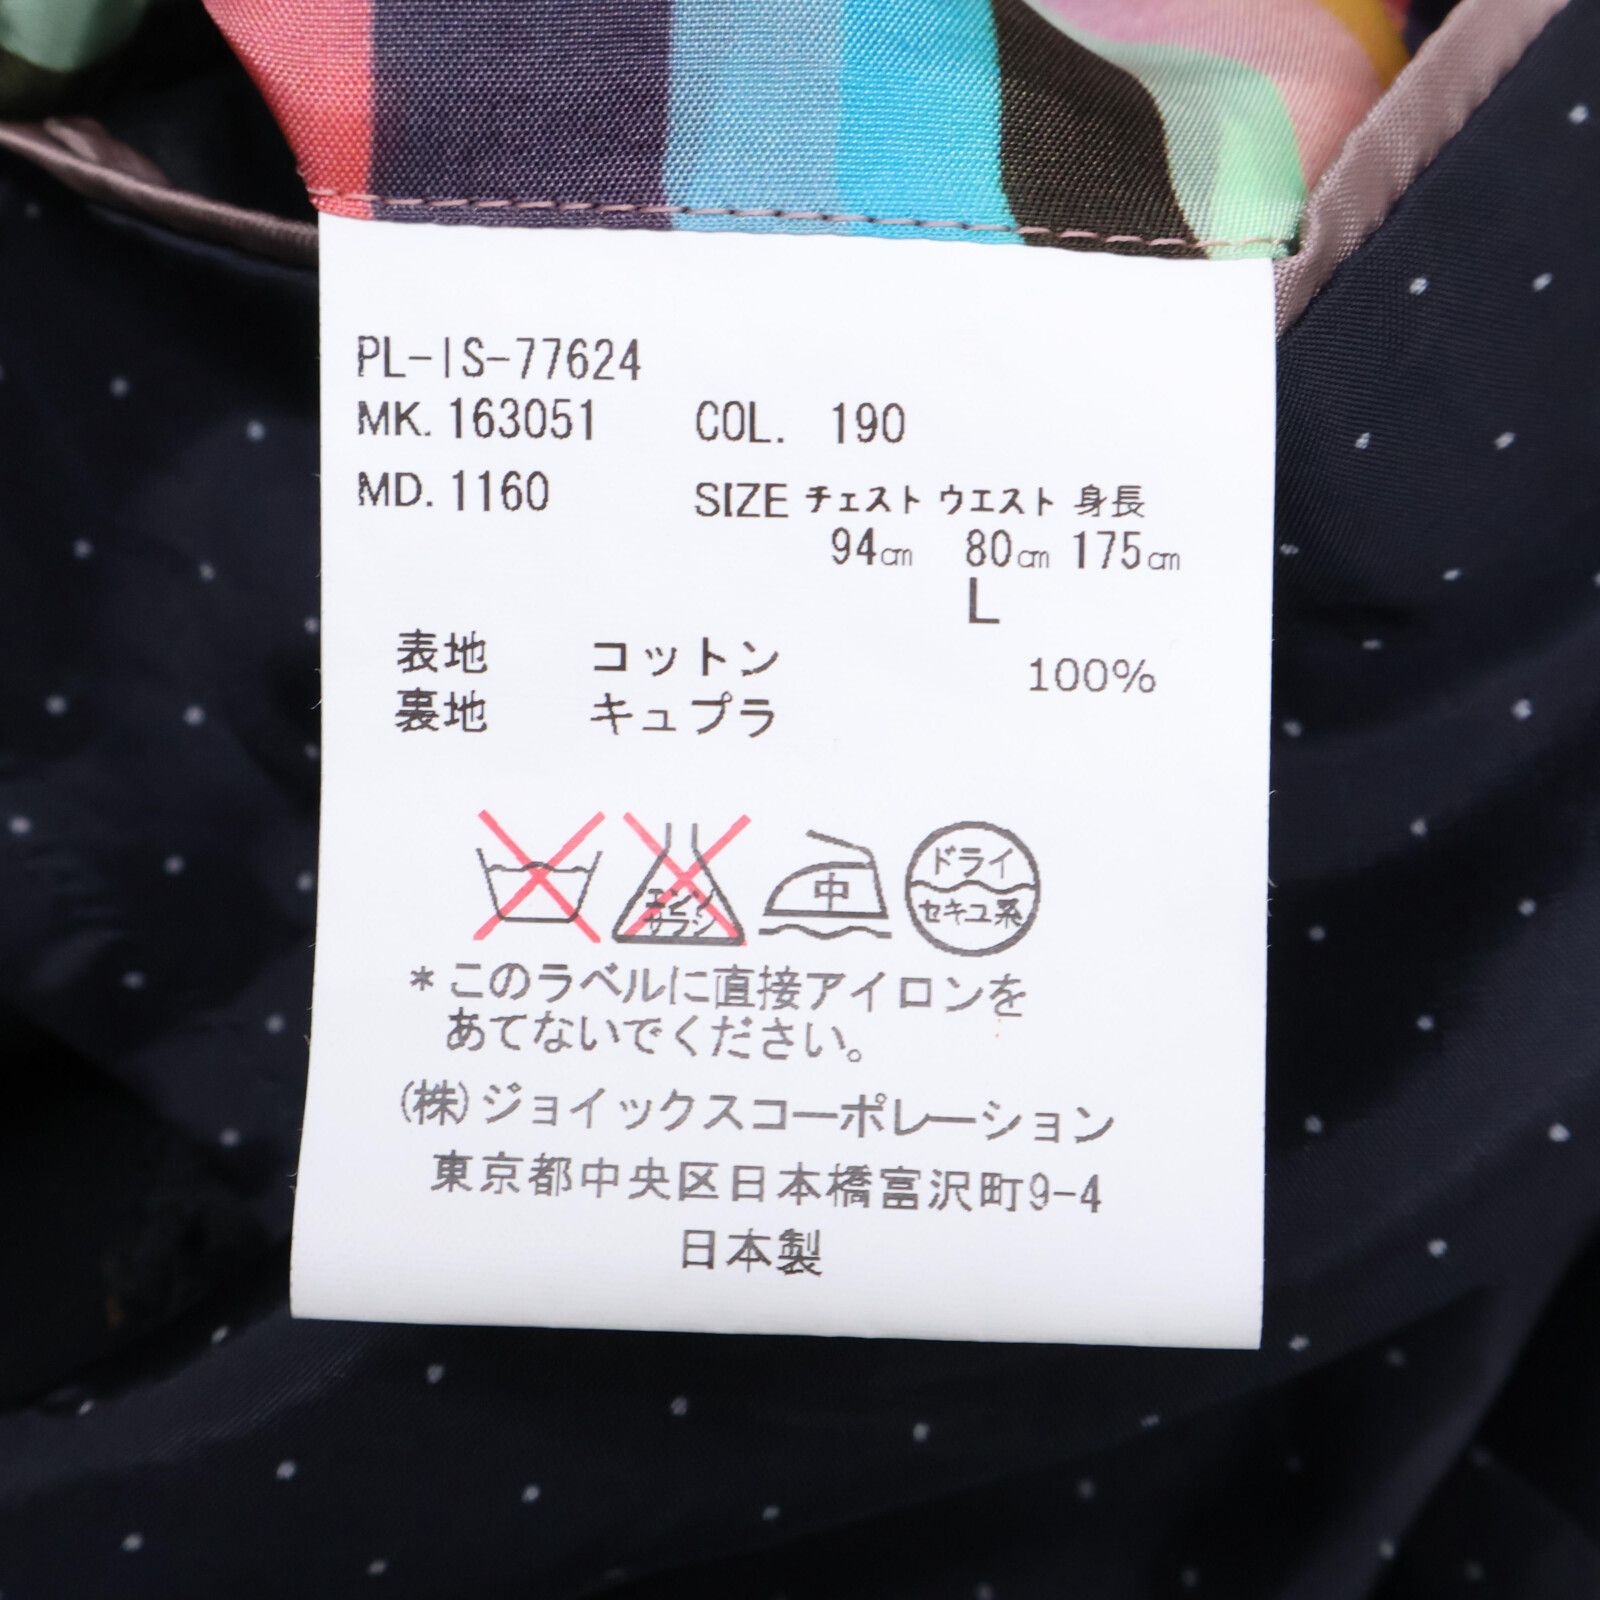 PL-IS-77624
MK. 163051 COL. 190
MD. 1160 SIZE チェスト ウエスト 身長
94cm 80cm 175cm
L
表地 コットン 100%
裏地 キュプラ
エンソ サラシ
中
ドライ
セキユ系
*このラベルに直接アイロンを
あてないでください。
(株)ジョイックスコーポレーション
東京都中央区日本橋富沢町9-4
日本製